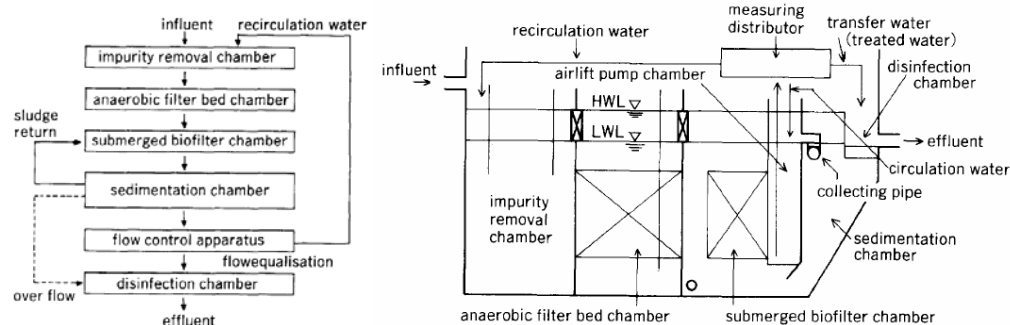 influent
recirculation water
impurity removal chamber
anaerobic filter bed chamber
sludge
return
submerged biofilter chamber
sedimentation chamber
flow control apparatus
flowequalisation
over flow
disinfection chamber
effluent
measuring
distributor
recirculation water
transfer water
(treated water)
influent
airlift pump chamber
disinfection
chamber
HWL
LWL
effluent
circulation water
collecting pipe
impurity
removal
chamber
sedimentation
chamber
anaerobic filter bed chamber
submerged biofilter chamber